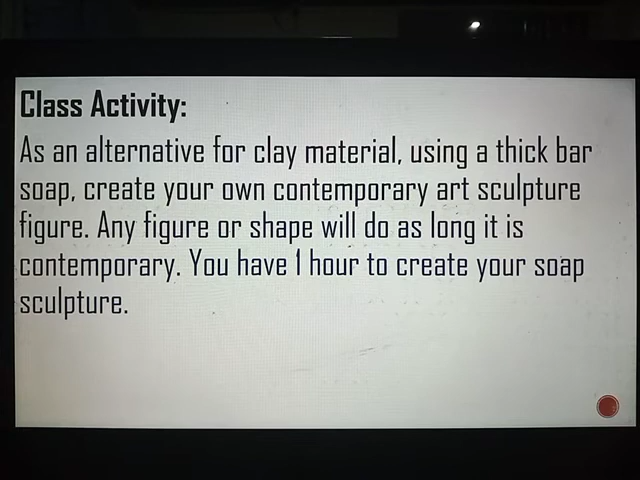 Class Activity:
As an alternative for clay material, using a thick bar
soap, create your own contemporary art sculpture
figure. Any figure or shape will do as long it is
contemporary. You have 1 hour to create your soap
sculpture.